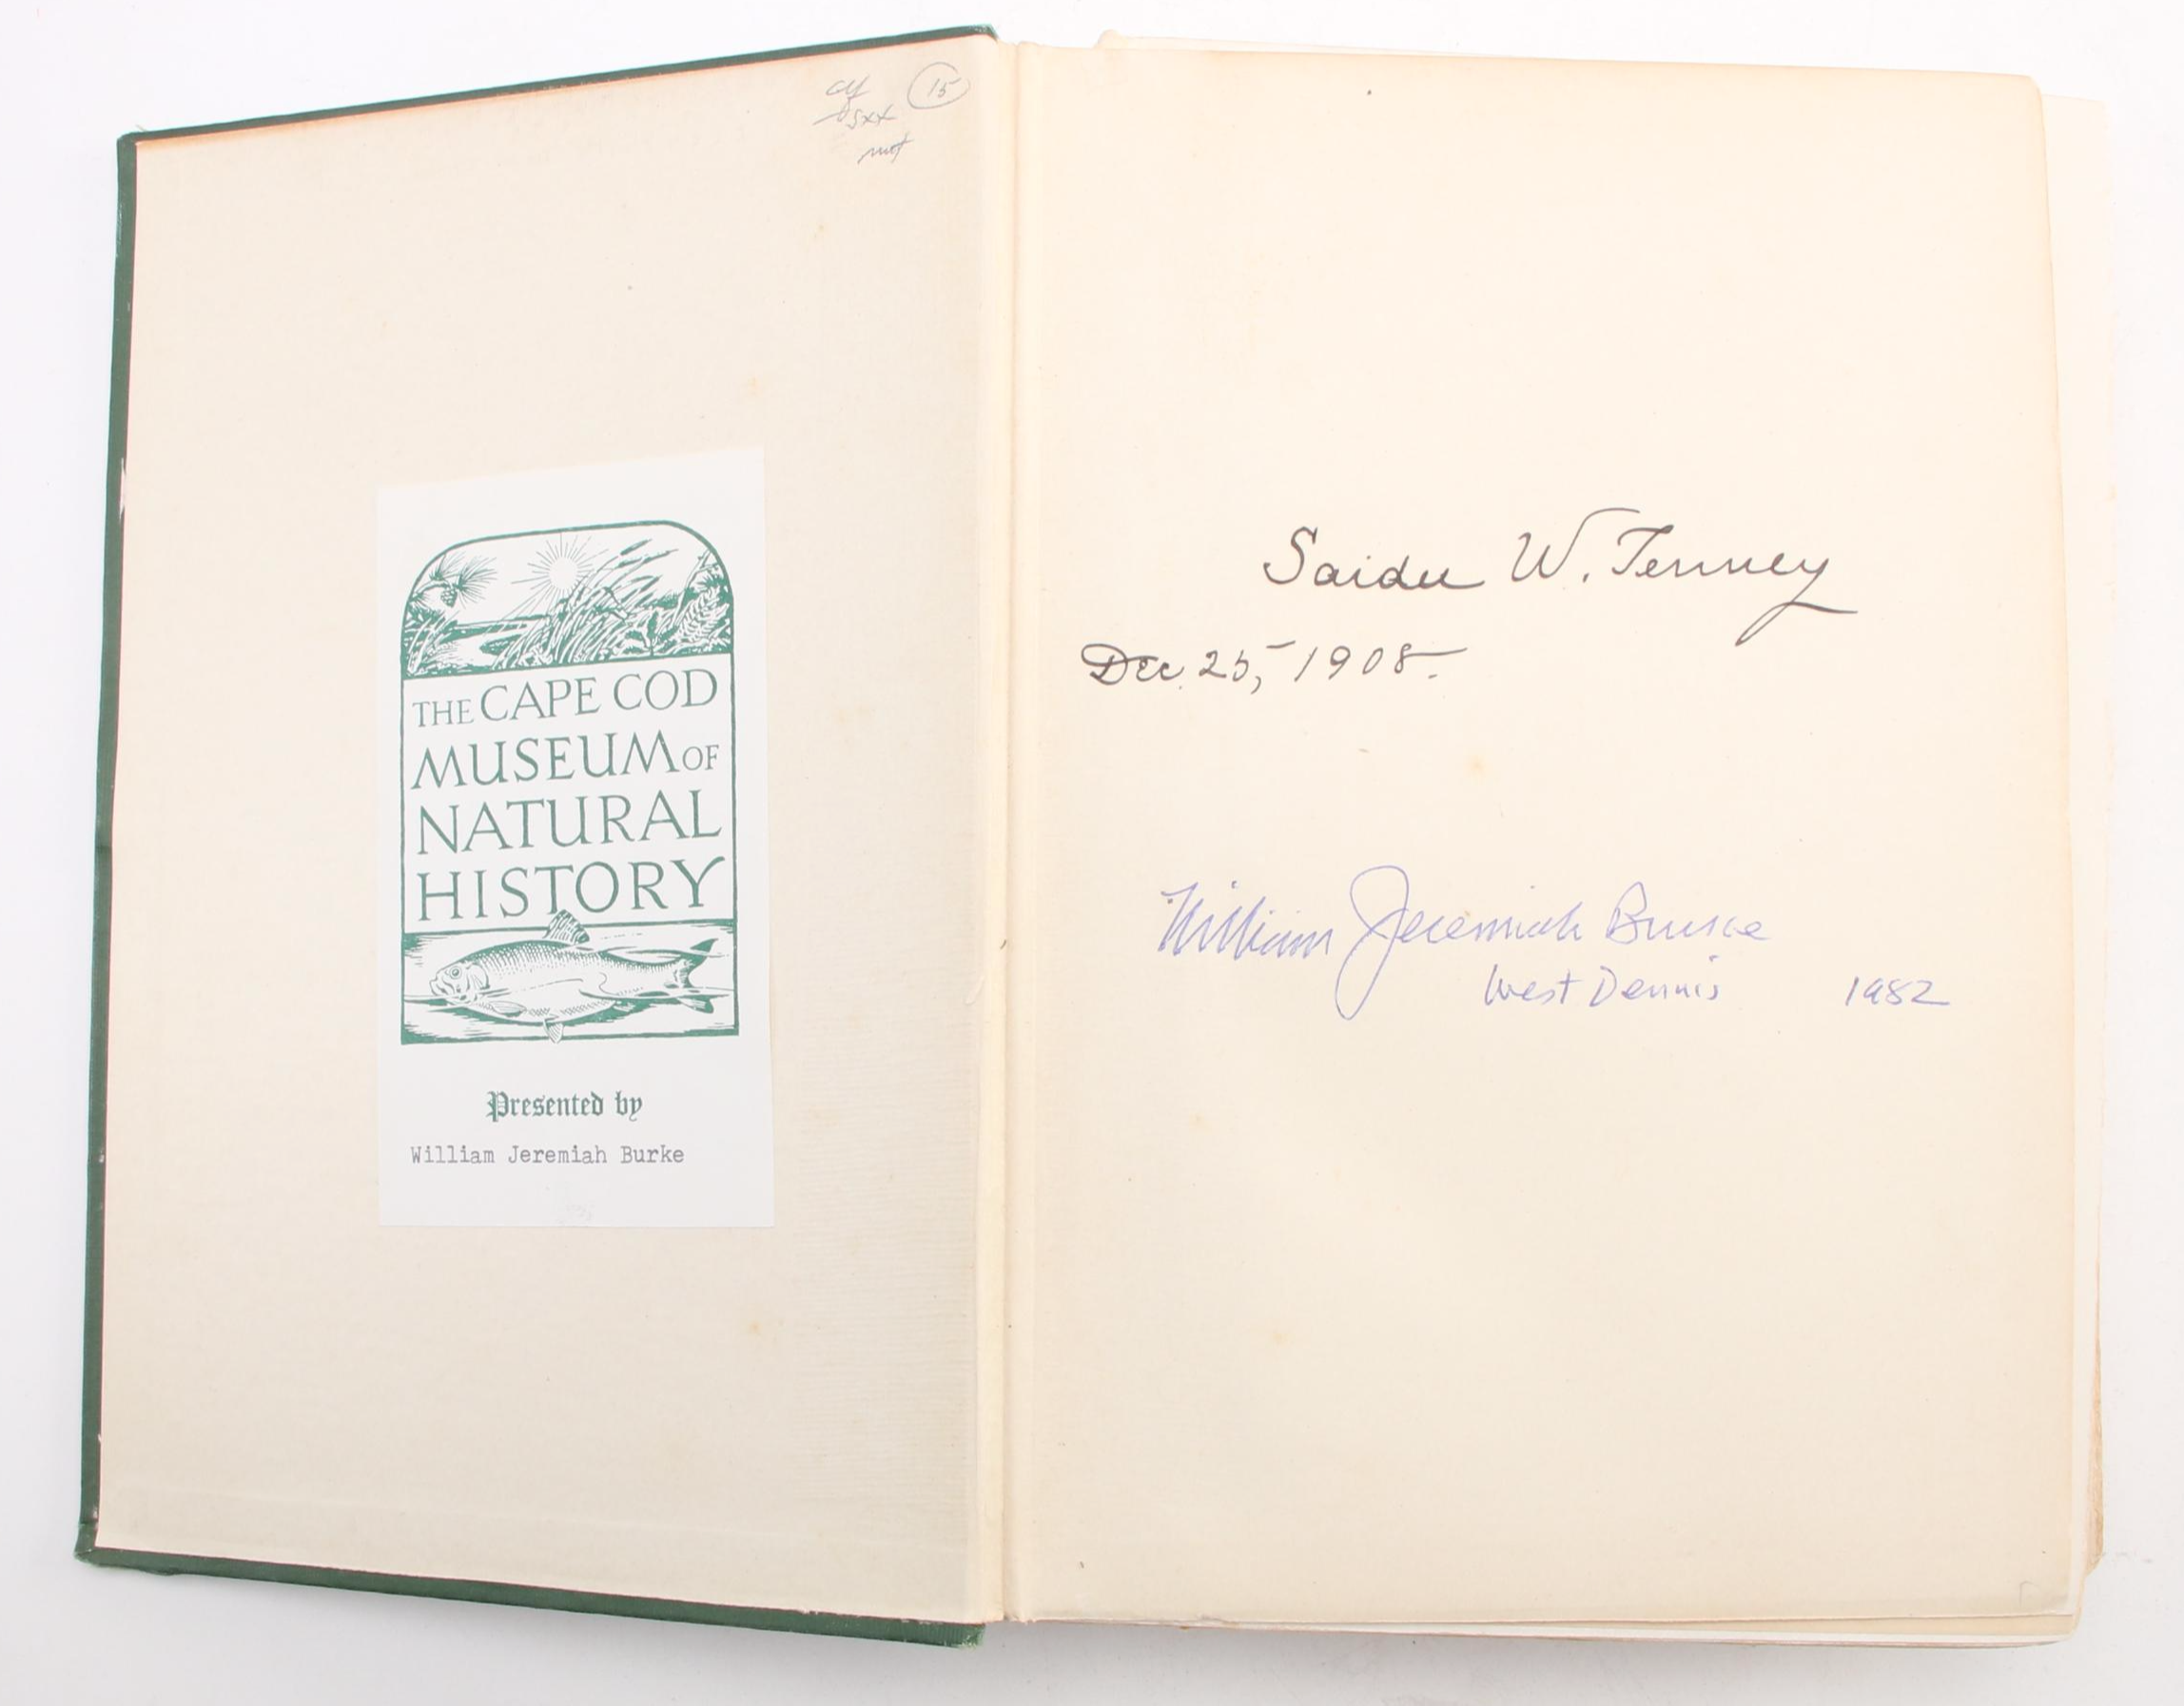 15
THE CAPE COD
MUSEUM OF
NATURAL
HISTORY
Presented by
William Jeremiah Burke
W. Tenney
Dec. 25, 1908.
William Jeremiah Burke
West Dennis 1982